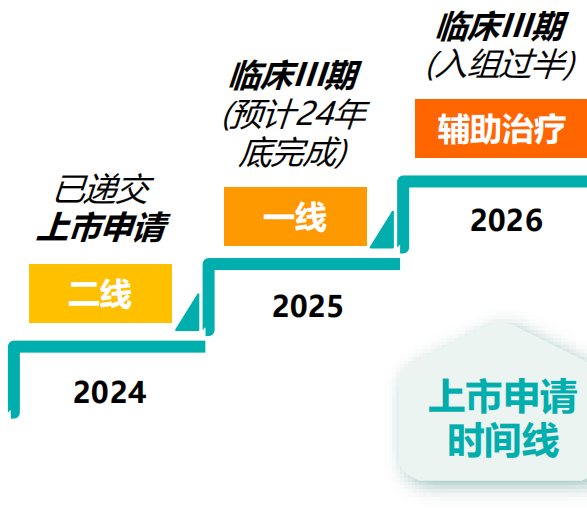 临床III期
(入组过半)
辅助治疗
2026
临床III期
(预计24年
底完成)
一线
2025
已递交
上市申请
二线
2024
上市申请
时间线